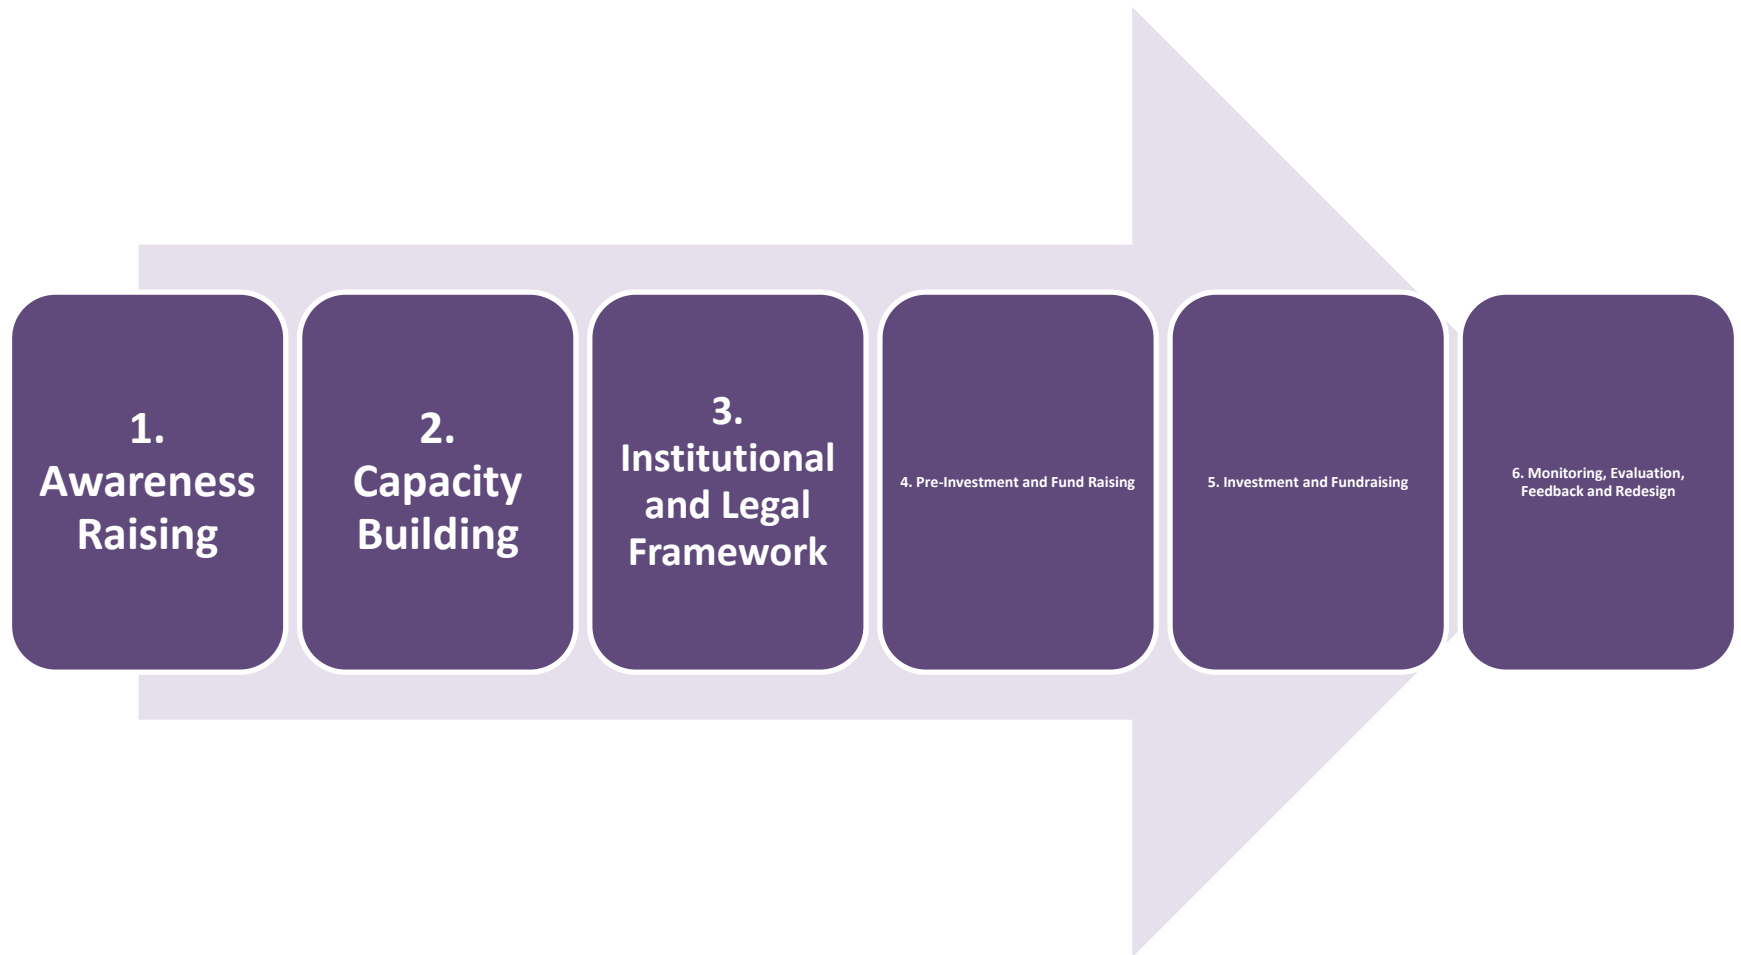 1.
Awareness
Raising
2.
Capacity
Building
3.
Institutional
and Legal
Framework
4. Pre-Investment and Fund Raising
5. Investment and Fundraising
6. Monitoring, Evaluation,
Feedback and Redesign